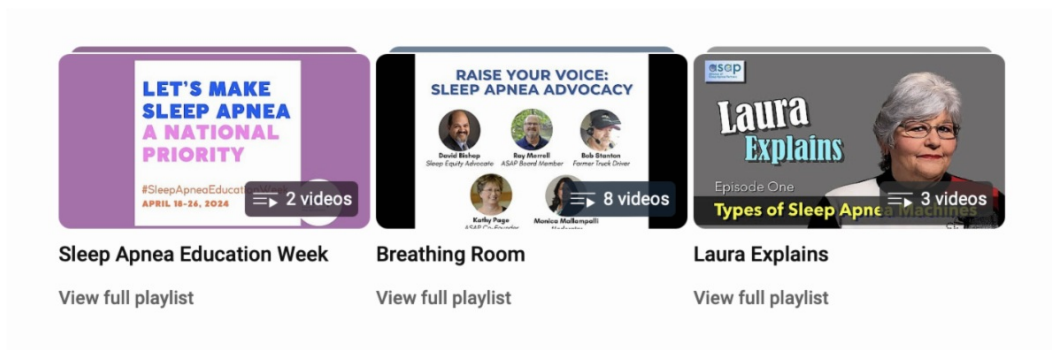 LET'S MAKE
SLEEP APNEA
A NATIONAL
PRIORITY
#SleepApneaEducationWeek
APRIL 18-26, 2024
2 videos
Sleep Apnea Education Week
View full playlist
RAISE YOUR VOICE:
SLEEP APNEA ADVOCACY
David Bishop
Sleep Equity Advocate
Ray Merrell
ASAP Board Member
Bob Stanton
Former Truck Driver
Kathy Page
ASAP Co-Founder
Monica Mallampalli
Moderator
8 videos
Breathing Room
View full playlist
asap
Laura
Explains
Episode One
Types of Sleep Apnea Machines
3 videos
Laura Explains
View full playlist